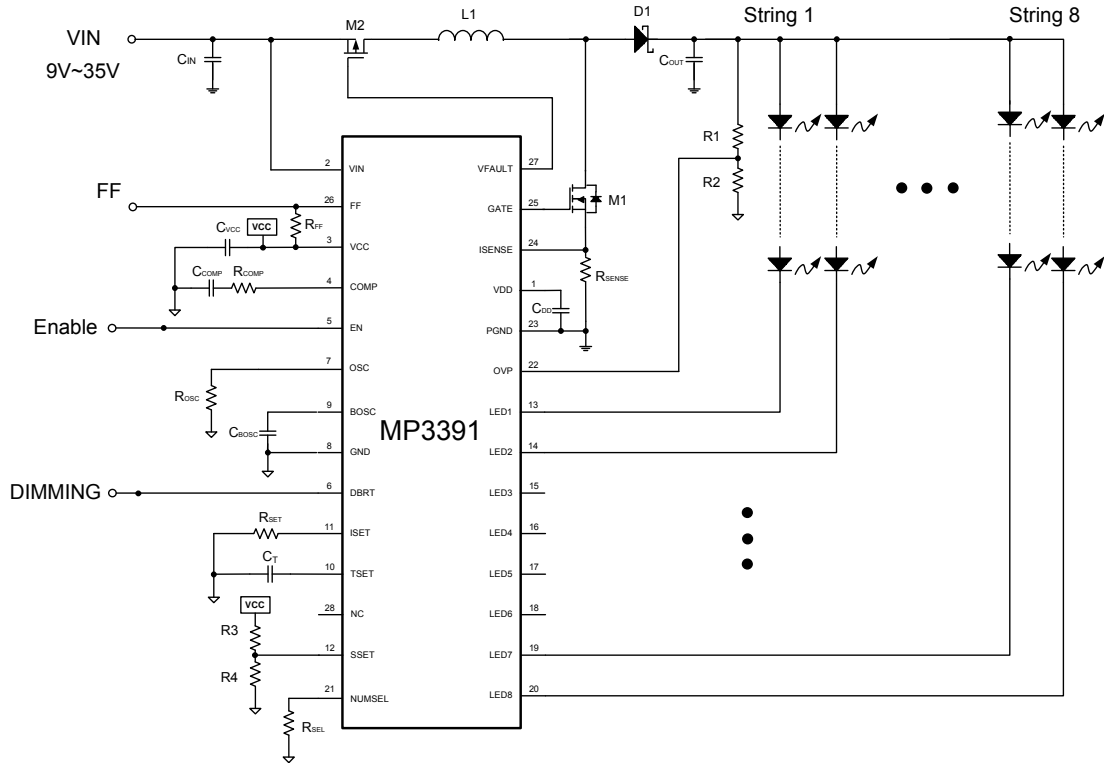 String 1
String 8
L1
D1
M2
VIN
9V~35V
CIN
COUT
R1
R2
2
VIN
VFAULT
27
FF
26
FF
RFF
GATE
25
M1
CVCC
VCC
3
VCC
ISENSE
24
RSENSE
CCOMP
RCOMP
4
COMP
VDD
1
CDD
Enable
5
EN
PGND
23
7
OSC
OVP
22
ROSC
9
BOSC
LED1
13
CBOSC
MP3391
8
GND
LED2
14
DIMMING
6
DBRT
LED3
15
RSET
11
ISET
LED4
16
CT
10
TSET
LED5
17
VCC
28
NC
LED6
18
R3
12
SSET
LED7
19
R4
21
NUMSEL
LED8
20
RSEL